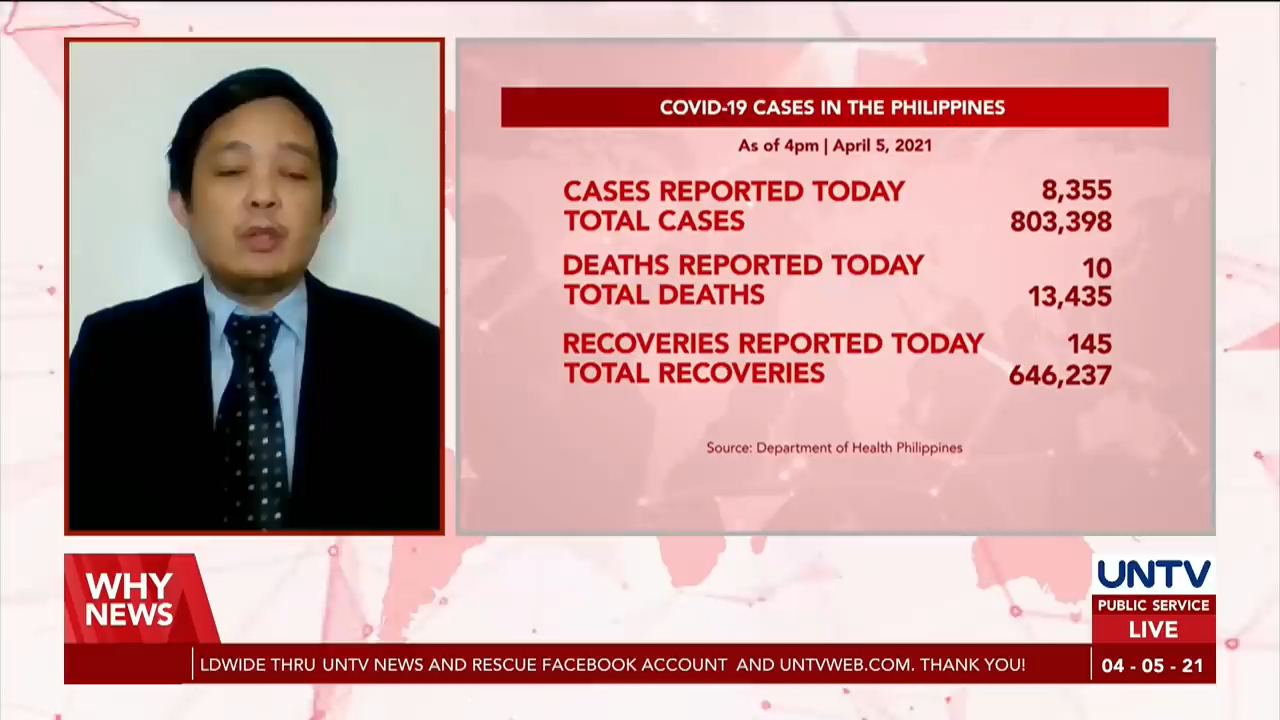 COVID-19 CASES IN THE PHILIPPINES
As of 4pm | April 5, 2021
CASES REPORTED TODAY 8,355
TOTAL CASES 803,398
DEATHS REPORTED TODAY 10
TOTAL DEATHS 13,435
RECOVERIES REPORTED TODAY 145
TOTAL RECOVERIES 646,237
Source: Department of Health Philippines
WHY
NEWS
UNTV
PUBLIC SERVICE
LIVE
LDWIDE THRU UNTV NEWS AND RESCUE FACEBOOK ACCOUNT AND UNTVWEB.COM. THANK YOU!
04 - 05 - 21